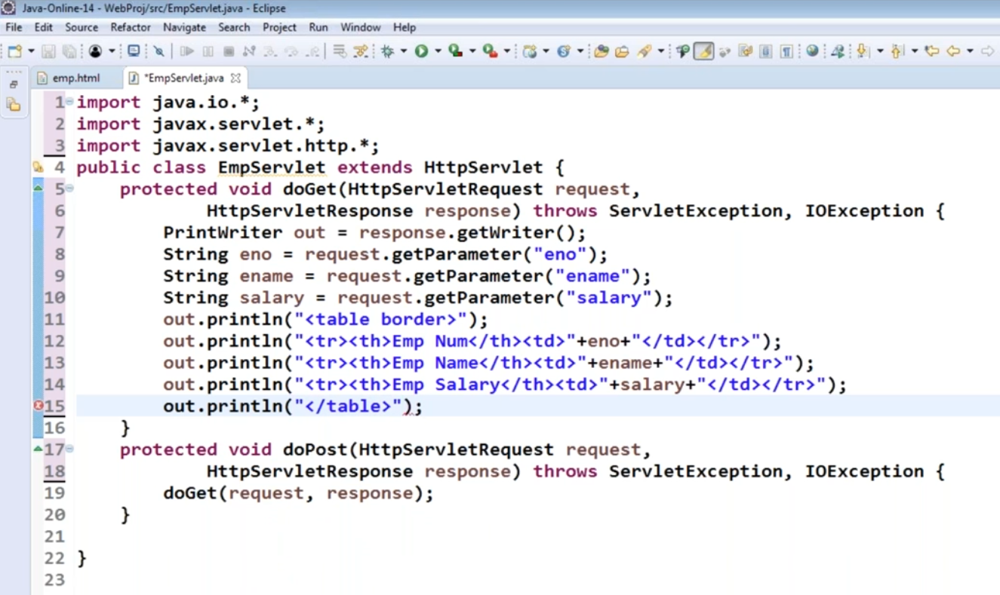 Java-Online-14 - WebProj/src/EmpServlet.java - Eclipse
File Edit Source Refactor Navigate Search Project Run Window Help
emp.html *EmpServlet.java
1 import java.io.*;
2 import javax.servlet.*;
3 import javax.servlet.http.*;
4 public class EmpServlet extends HttpServlet {
5 protected void doGet(HttpServletRequest request,
6 HttpServletResponse response) throws ServletException, IOException {
7 PrintWriter out = response.getWriter();
8 String eno = request.getParameter("eno");
9 String ename = request.getParameter("ename");
10 String salary = request.getParameter("salary");
11 out.println("<table border>");
12 out.println("<tr><th>Emp Num</th><td>"+eno+"</td></tr>");
13 out.println("<tr><th>Emp Name</th><td>"+ename+"</td></tr>");
14 out.println("<tr><th>Emp Salary</th><td>"+salary+"</td></tr>");
15 out.println("</table>");
16 }
17 protected void doPost(HttpServletRequest request,
18 HttpServletResponse response) throws ServletException, IOException {
19 doGet(request, response);
20 }
21
22 }
23